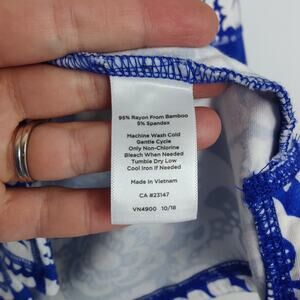 95% Rayon From Bamboo
5% Spandex
Machine Wash Cold
Gentle Cycle
Only Non-Chlorine
Bleach When Needed
Tumble Dry Low
Cool Iron If Needed
Made In Vietnam
CA #23147
VN4900 10/18